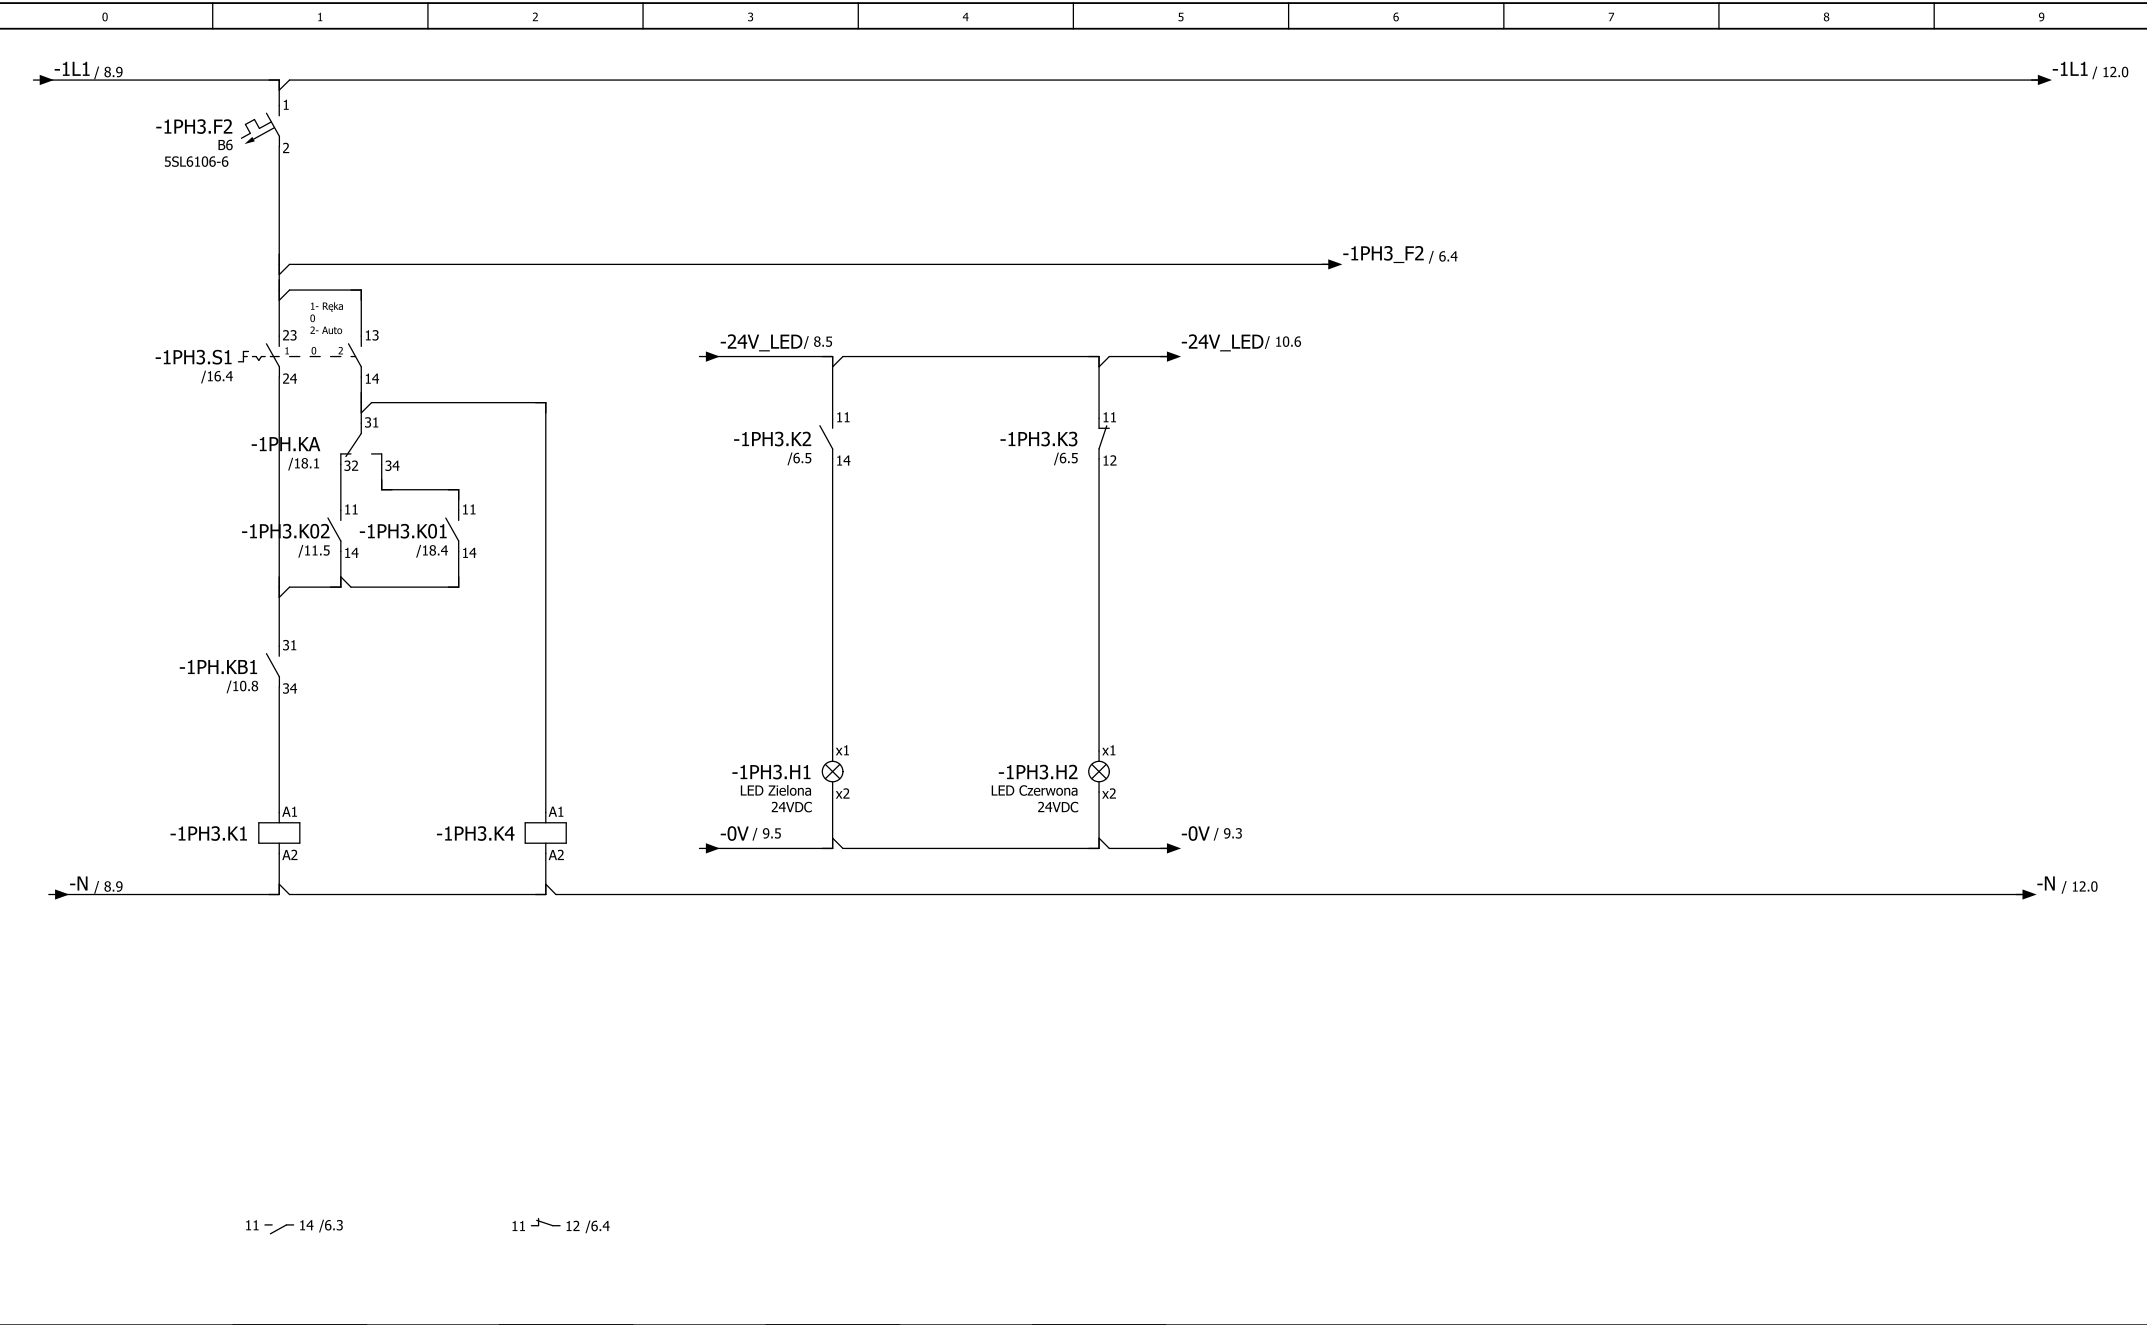 0 1 2 3 4 5 6 7 8 9
-1L1 / 8.9
-1L1 / 12.0
1
-1PH3.F2
B6
5SL6106-6
2
-1PH3_F2 / 6.4
1- Ręka
0
2- Auto
23
13
-1PH3.S1
/16.4
1 0 2
24
14
-24V_LED / 8.5
-24V_LED / 10.6
31
-1PH.KA
/18.1
32
34
11
-1PH3.K2
/6.5
14
11
-1PH3.K3
/6.5
12
11
-1PH3.K02
/11.5
14
11
-1PH3.K01
/18.4
14
31
-1PH.KB1
/10.8
34
x1
-1PH3.H1
LED Zielona
24VDC
x2
x1
-1PH3.H2
LED Czerwona
24VDC
x2
A1
-1PH3.K1
A2
A1
-1PH3.K4
A2
-0V / 9.5
-0V / 9.3
-N / 8.9
-N / 12.0
11 14 /6.3
11 12 /6.4